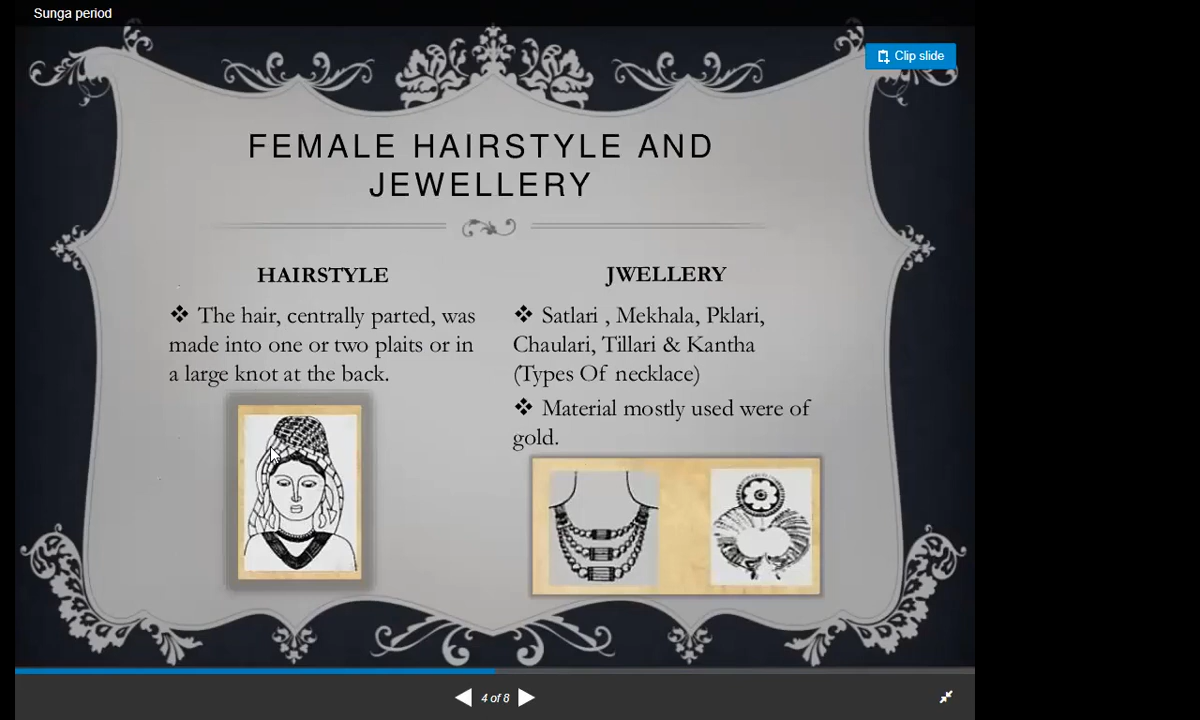 Sunga period
Clip slide
FEMALE HAIRSTYLE AND
JEWELLERY
HAIRSTYLE
❖ The hair, centrally parted, was
made into one or two plaits or in
a large knot at the back.
JWELLERY
❖ Satlari , Mekhala, Pklari,
Chaulari, Tillari & Kantha
(Types Of necklace)
❖ Material mostly used were of
gold.
4 of 8